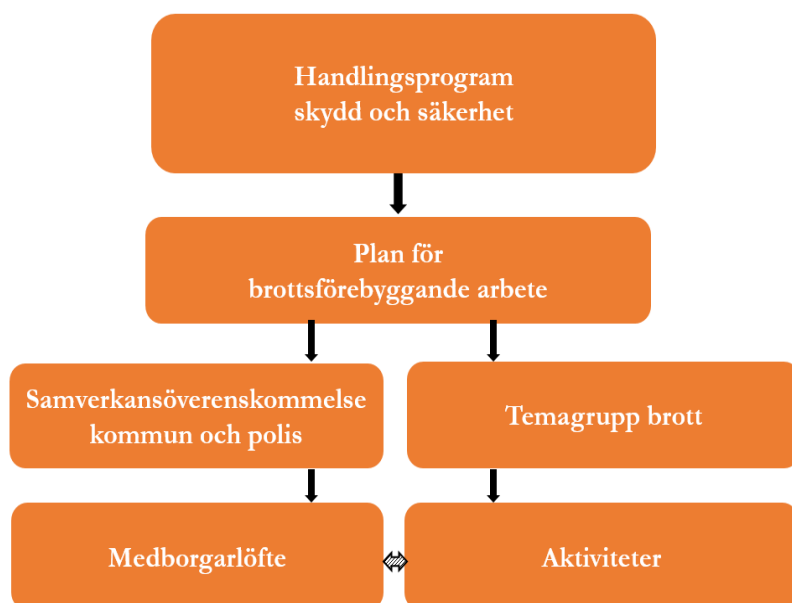 Handlingsprogram
skydd och säkerhet
Plan för
brottsförebyggande arbete
Samverkansöverenskommelse
kommun och polis
Temagrupp brott
Medborgarlöfte
Aktiviteter